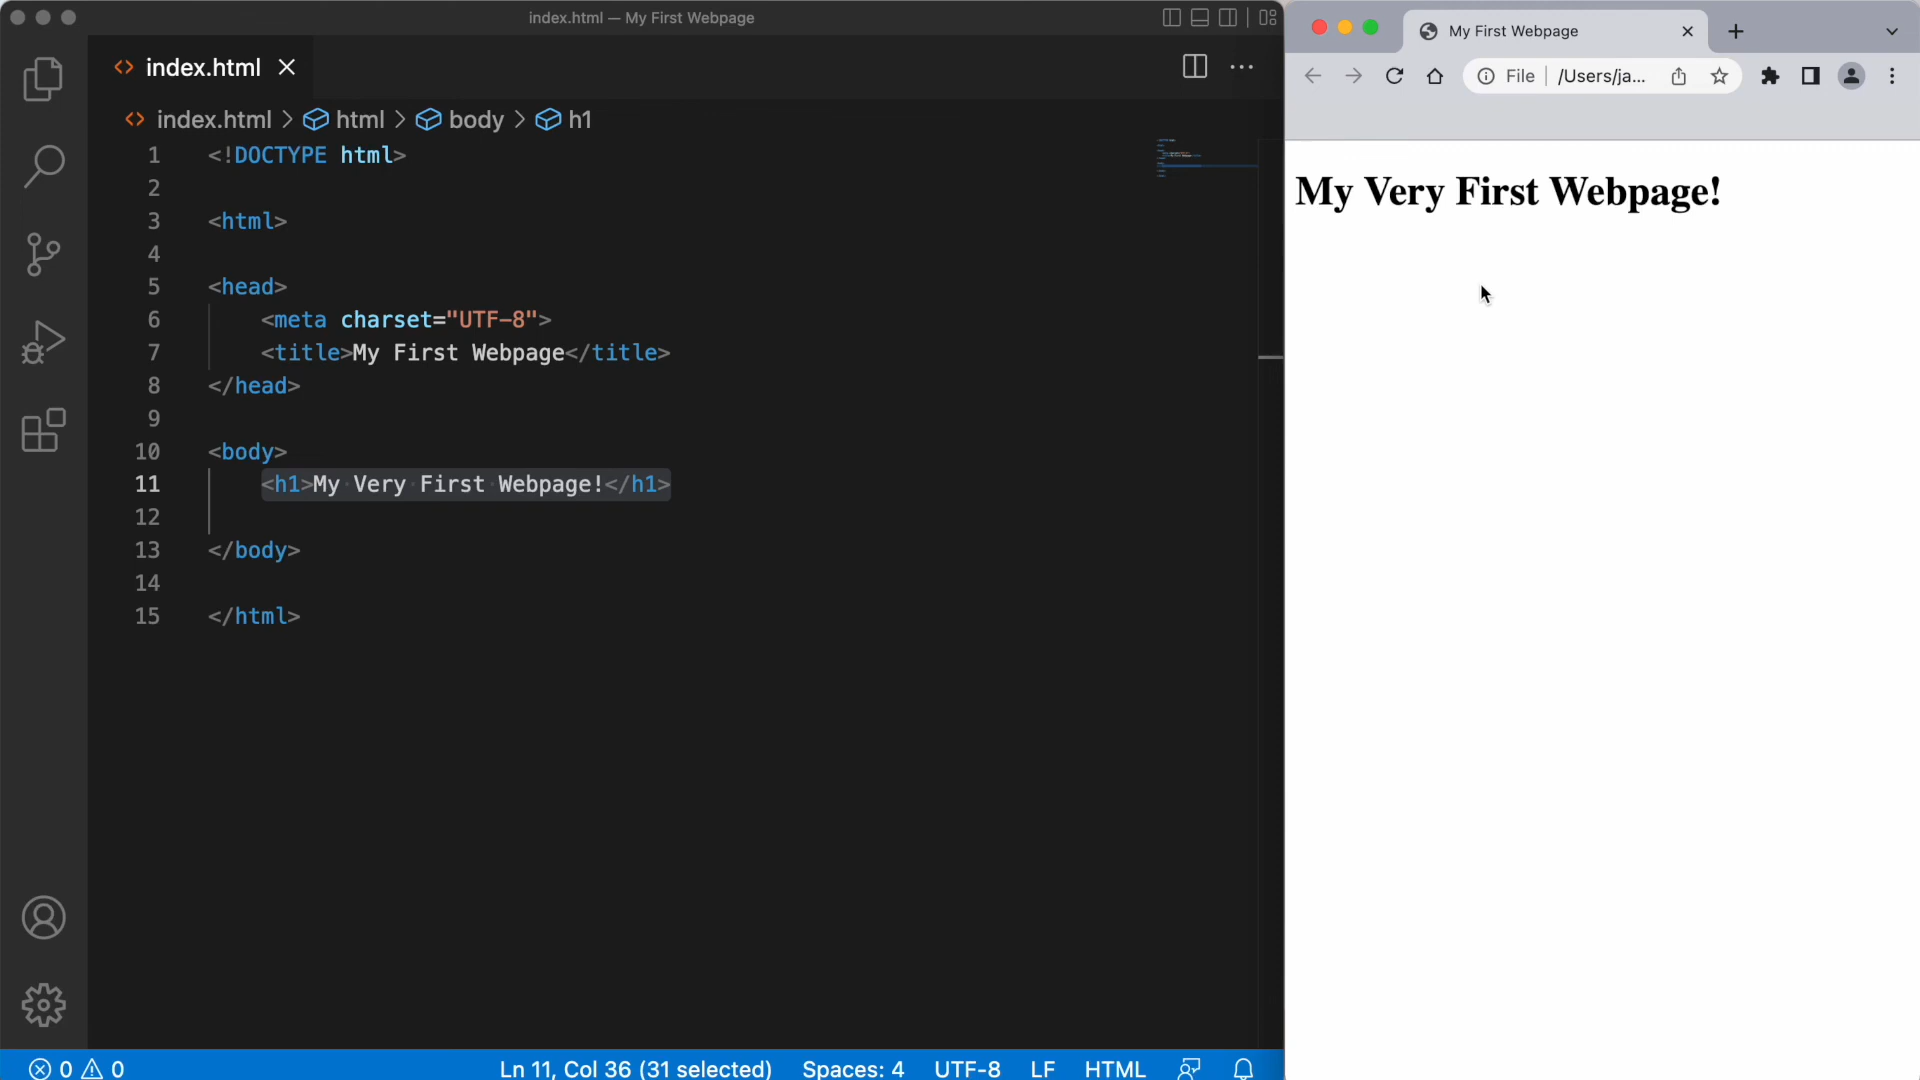 index.html — My First Webpage
index.html
index.html > html > body > h1
1 <!DOCTYPE html>
2
3 <html>
4
5 <head>
6 <meta charset="UTF-8">
7 <title>My First Webpage</title>
8 </head>
9
10 <body>
11 <h1>My Very First Webpage!</h1>
12
13 </body>
14
15 </html>
0 0 Ln 11, Col 36 (31 selected) Spaces: 4 UTF-8 LF HTML
My First Webpage
File /Users/ja...
My Very First Webpage!